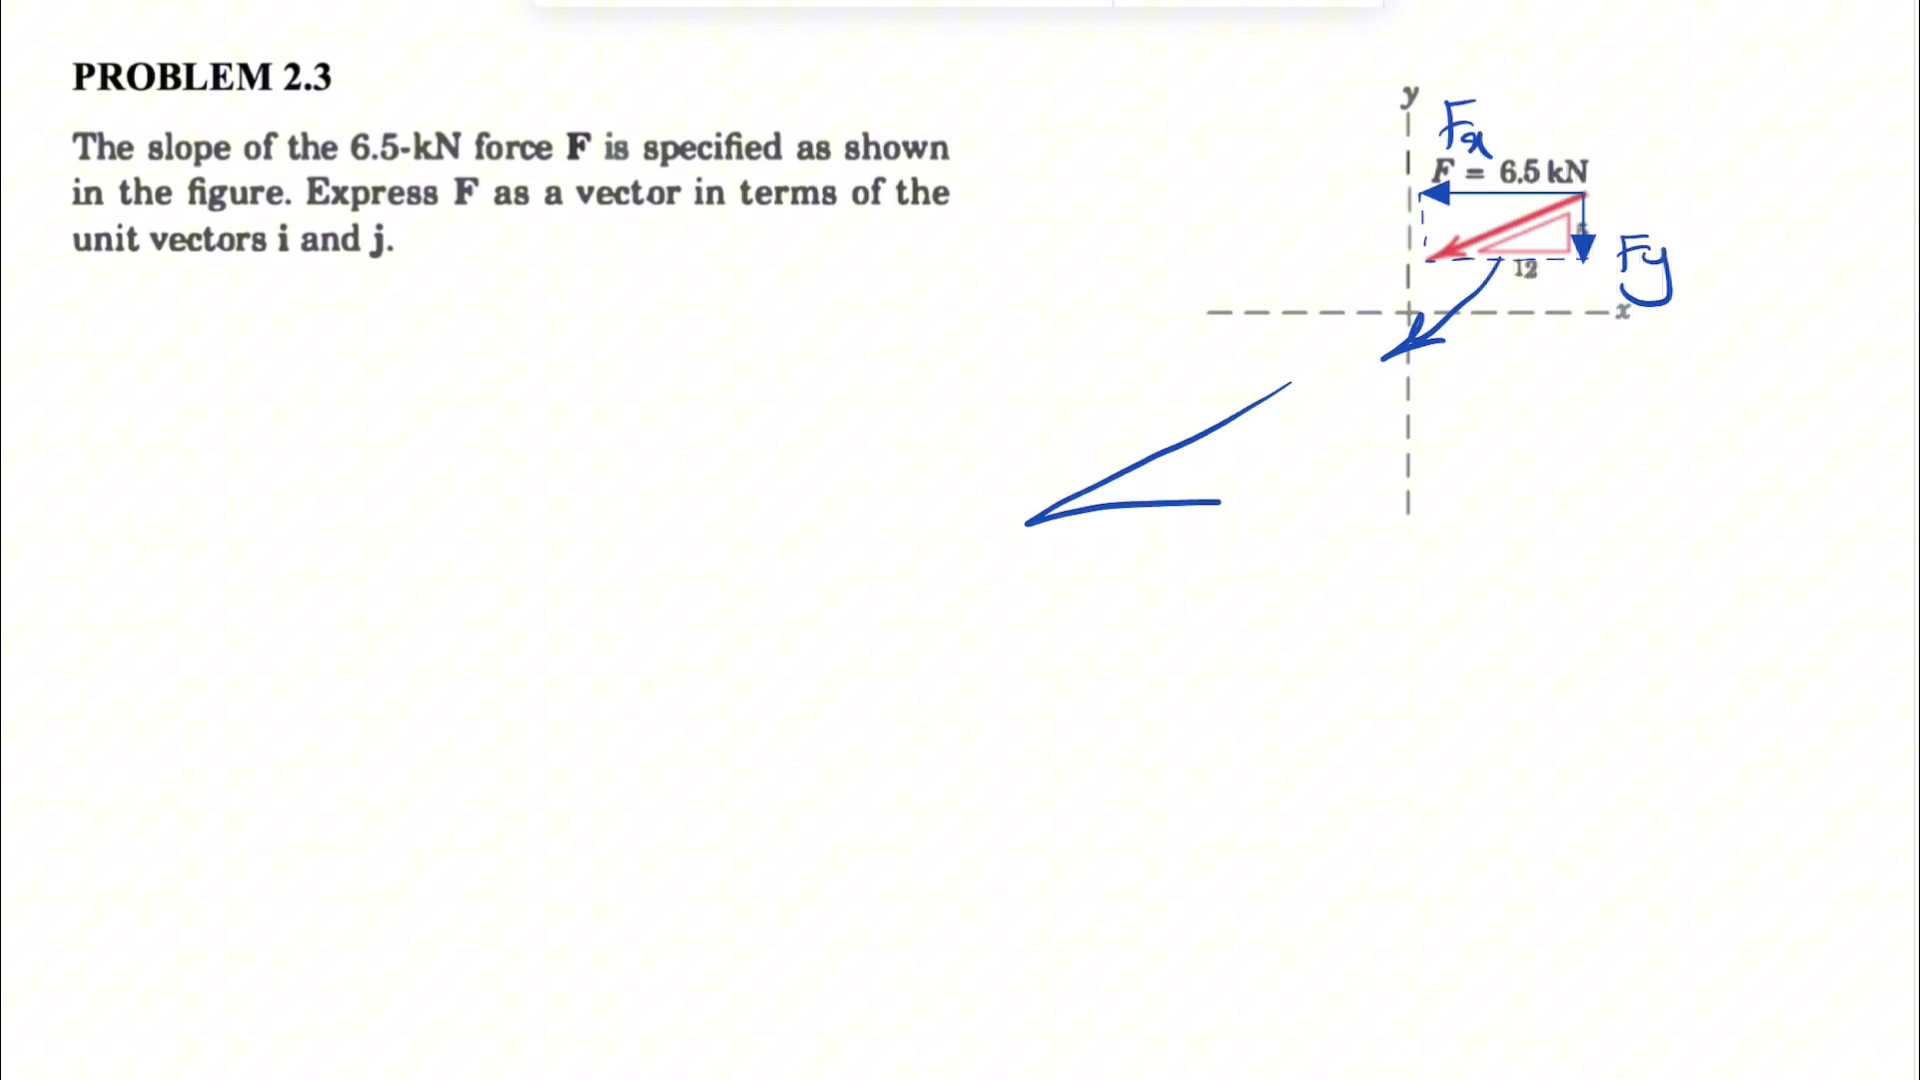 PROBLEM 2.3
The slope of the 6.5-kN force F is specified as shown
in the figure. Express F as a vector in terms of the
unit vectors i and j.
y
Fx
F = 6.5 kN
Fy
12
x